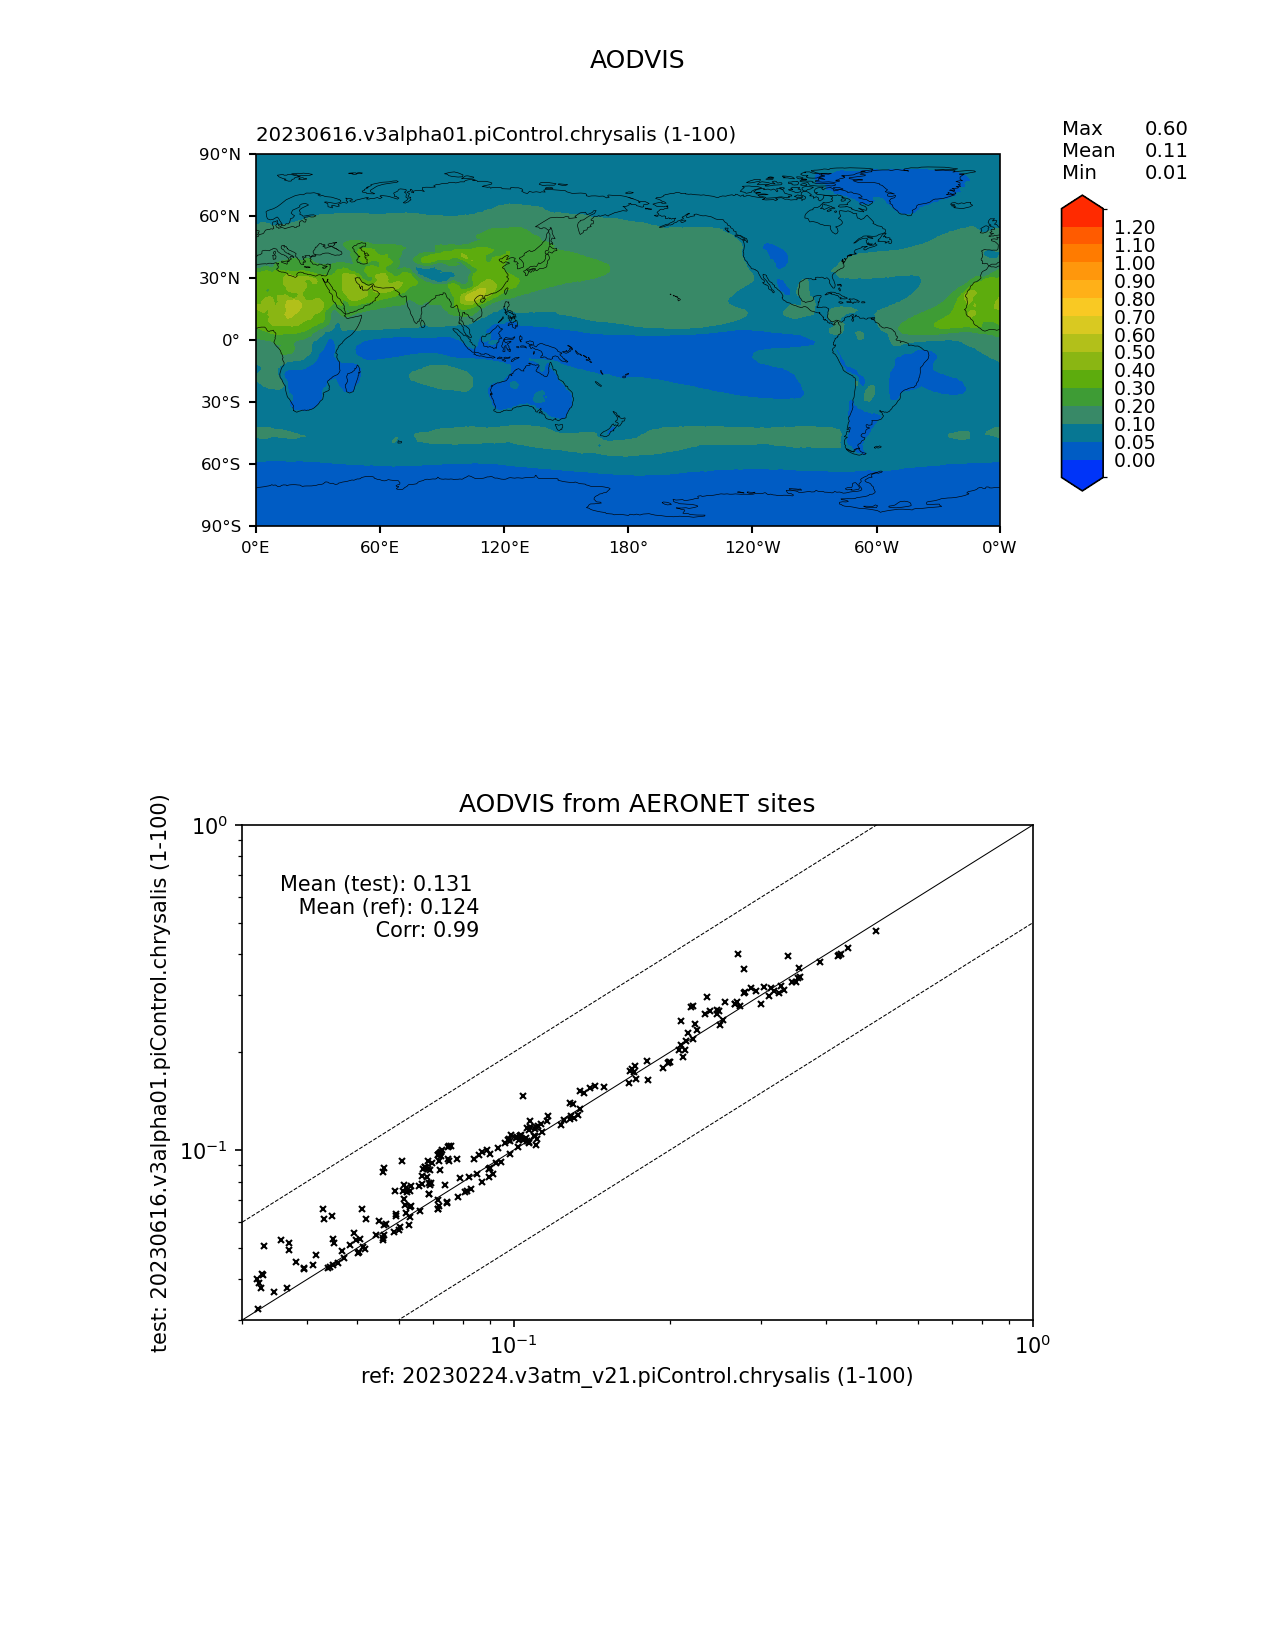 AODVIS
20230616.v3alpha01.piControl.chrysalis (1-100)
Max 0.60
Mean 0.11
Min 0.01
90°N
60°N
30°N
0°
30°S
60°S
90°S
0°E 60°E 120°E 180° 120°W 60°W 0°W
1.20
1.10
1.00
0.90
0.80
0.70
0.60
0.50
0.40
0.30
0.20
0.10
0.05
0.00
AODVIS from AERONET sites
Mean (test): 0.131
Mean (ref): 0.124
Corr: 0.99
test: 20230616.v3alpha01.piControl.chrysalis (1-100)
10⁰
10⁻¹
10⁻¹ 10⁰
ref: 20230224.v3atm_v21.piControl.chrysalis (1-100)